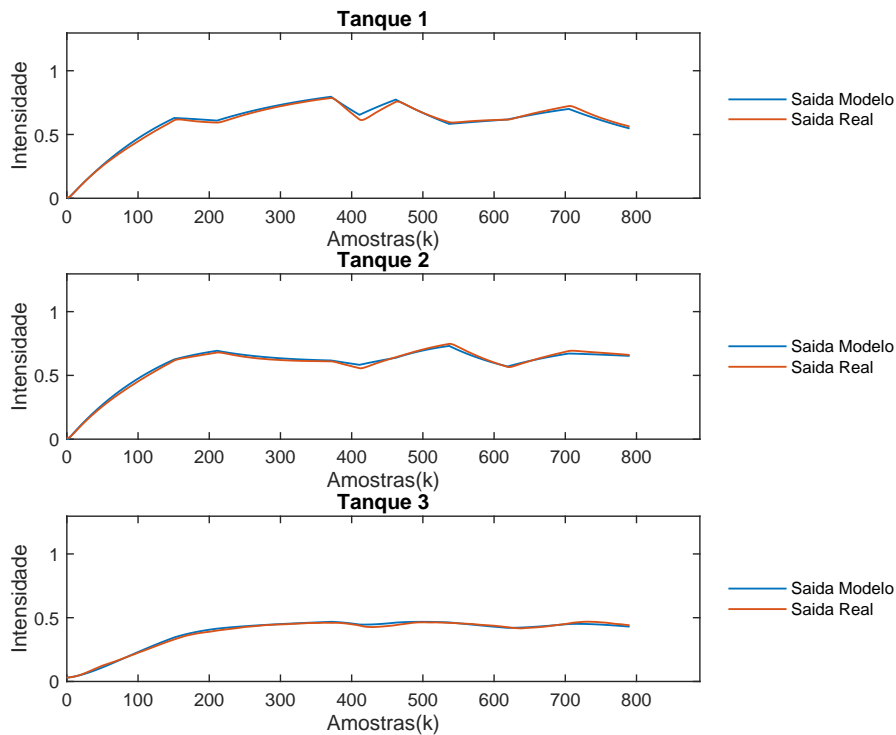 Tanque 1
1
0.5
0
Intensidade
0 100 200 300 400 500 600 700 800
Amostras(k)
Saida Modelo
Saida Real
Tanque 2
1
0.5
0
Intensidade
0 100 200 300 400 500 600 700 800
Amostras(k)
Saida Modelo
Saida Real
Tanque 3
1
0.5
0
Intensidade
0 100 200 300 400 500 600 700 800
Amostras(k)
Saida Modelo
Saida Real